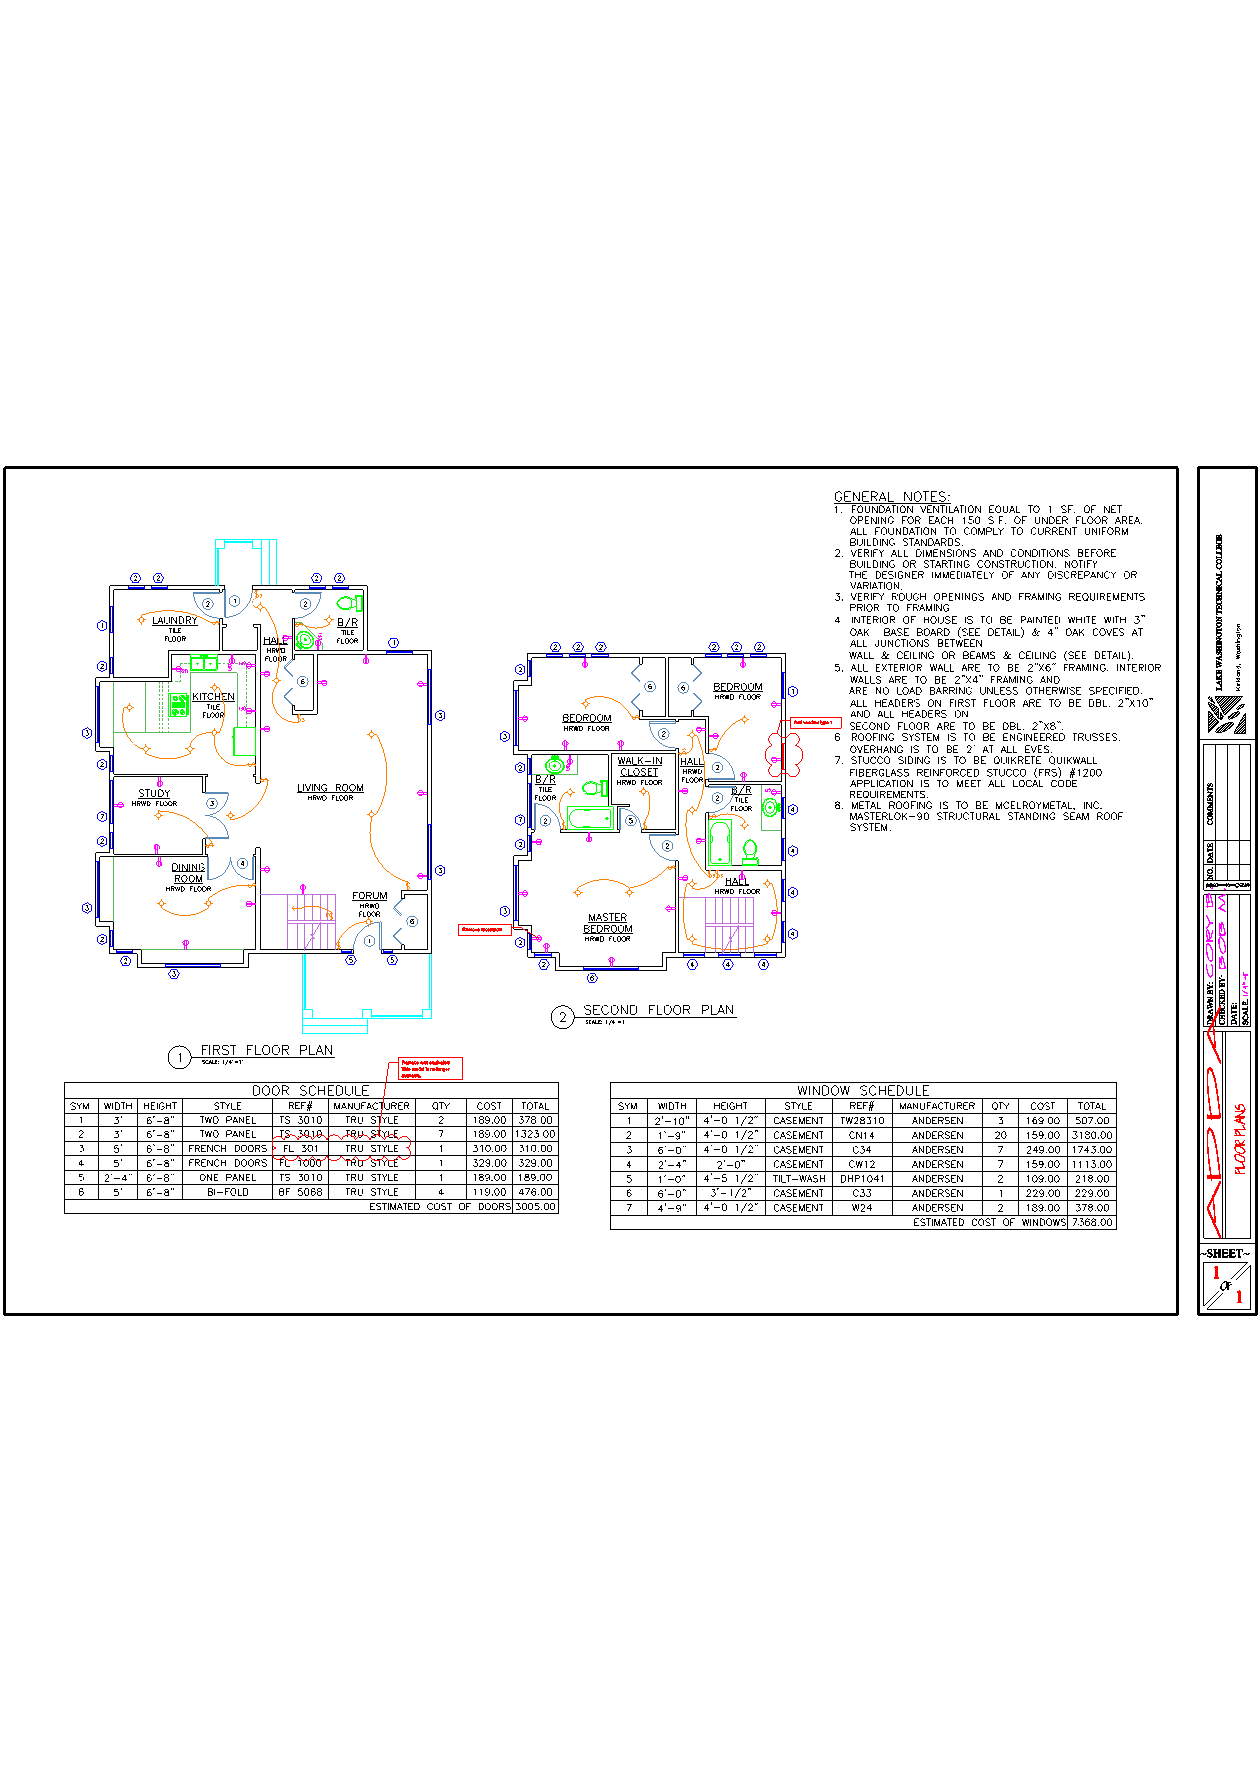 GENERAL NOTES:
1. FOUNDATION VENTILATION EQUAL TO 1 SF. OF NET
OPENING FOR EACH 150 S.F. OF UNDER FLOOR AREA.
ALL FOUNDATION TO COMPLY TO CURRENT UNIFORM
BUILDING STANDARDS.
2. VERIFY ALL DIMENSIONS AND CONDITIONS BEFORE
BUILDING OR STARTING CONSTRUCTION. NOTIFY
THE DESIGNER IMMEDIATELY OF ANY DISCREPANCY OR
VARIATION.
3. VERIFY ROUGH OPENINGS AND FRAMING REQUIREMENTS
PRIOR TO FRAMING
4 INTERIOR OF HOUSE IS TO BE PAINTED WHITE WITH 3"
OAK BASE BOARD (SEE DETAIL) & 4" OAK COVES AT
ALL JUNCTIONS BETWEEN
WALL & CEILING OR BEAMS & CEILING (SEE DETAIL).
5. ALL EXTERIOR WALL ARE TO BE 2"X6" FRAMING. INTERIOR
WALLS ARE TO BE 2"X4" FRAMING AND
ARE NO LOAD BARRING UNLESS OTHERWISE SPECIFIED.
ALL HEADERS ON FIRST FLOOR ARE TO BE DBL. 2"X10"
AND ALL HEADERS ON
SECOND FLOOR ARE TO BE DBL. 2"X8".
6 ROOFING SYSTEM IS TO BE ENGINEERED TRUSSES.
OVERHANG IS TO BE 2' AT ALL EVES.
7. STUCCO SIDING IS TO BE QUIKRETE QUIKWALL
FIBERGLASS REINFORCED STUCCO (FRS) #1200
APPLICATION IS TO MEET ALL LOCAL CODE
REQUIREMENTS.
8. METAL ROOFING IS TO BE MCELROYMETAL, INC.
MASTERLOK-90 STRUCTURAL STANDING SEAM ROOF
SYSTEM.
LAUNDRY
TILE
FLOOR
HALL
HRWD
FLOOR
B/R
TILE
FLOOR
KITCHEN
TILE
FLOOR
STUDY
HRWD FLOOR
LIVING ROOM
HRWD FLOOR
DINING
ROOM
HRWD FLOOR
FORUM
HRWD
FLOOR
1 FIRST FLOOR PLAN
SCALE: 1/4"=1'
BEDROOM
HRWD FLOOR
BEDROOM
HRWD FLOOR
Add window type 1
WALK-IN
CLOSET
HRWD FLOOR
HALL
HRWD
FLOOR
B/R
TILE
FLOOR
B/R
TILE
FLOOR
HALL
HRWD FLOOR
MASTER
BEDROOM
HRWD FLOOR
2 SECOND FLOOR PLAN
SCALE: 1/4"=1'
DOOR SCHEDULE
SYM WIDTH HEIGHT STYLE REF# MANUFACTURER QTY COST TOTAL
1 3' 6'-8" TWO PANEL TS 3010 TRU STYLE 2 189.00 378.00
2 3' 6'-8" TWO PANEL TS 3010 TRU STYLE 7 189.00 1323.00
3 5' 6'-8" FRENCH DOORS FL 301 TRU STYLE 1 310.00 310.00
4 5' 6'-8" FRENCH DOORS FL 1000 TRU STYLE 1 329.00 329.00
5 2'-4" 6'-8" ONE PANEL TS 3010 TRU STYLE 1 189.00 189.00
6 5' 6'-8" BI-FOLD BF 5068 TRU STYLE 4 119.00 476.00
ESTIMATED COST OF DOORS 3005.00
WINDOW SCHEDULE
SYM WIDTH HEIGHT STYLE REF# MANUFACTURER QTY COST TOTAL
1 2'-10" 4'-0 1/2" CASEMENT TW28310 ANDERSEN 3 169.00 507.00
2 1'-9" 4'-0 1/2" CASEMENT CN14 ANDERSEN 20 159.00 3180.00
3 6'-0" 4'-0 1/2" CASEMENT C34 ANDERSEN 7 249.00 1743.00
4 2'-4" 2'-0" CASEMENT CW12 ANDERSEN 7 159.00 1113.00
5 1'-0" 4'-5 1/2" TILT-WASH DHP1041 ANDERSEN 2 109.00 218.00
6 6'-0" 3'-1/2" CASEMENT C33 ANDERSEN 1 229.00 229.00
7 4'-9" 4'-0 1/2" CASEMENT W24 ANDERSEN 2 189.00 378.00
ESTIMATED COST OF WINDOWS 7368.00
LAKE WASHINGTON TECHNICAL COLLEGE
Kirkland, Washington
NO. DATE COMMENTS
DRAWN BY: CORY B
CHECKED BY: BOB M.
DATE:
SCALE: 1/4"=1'
FLOOR PLANS
~SHEET~
1
OF
1